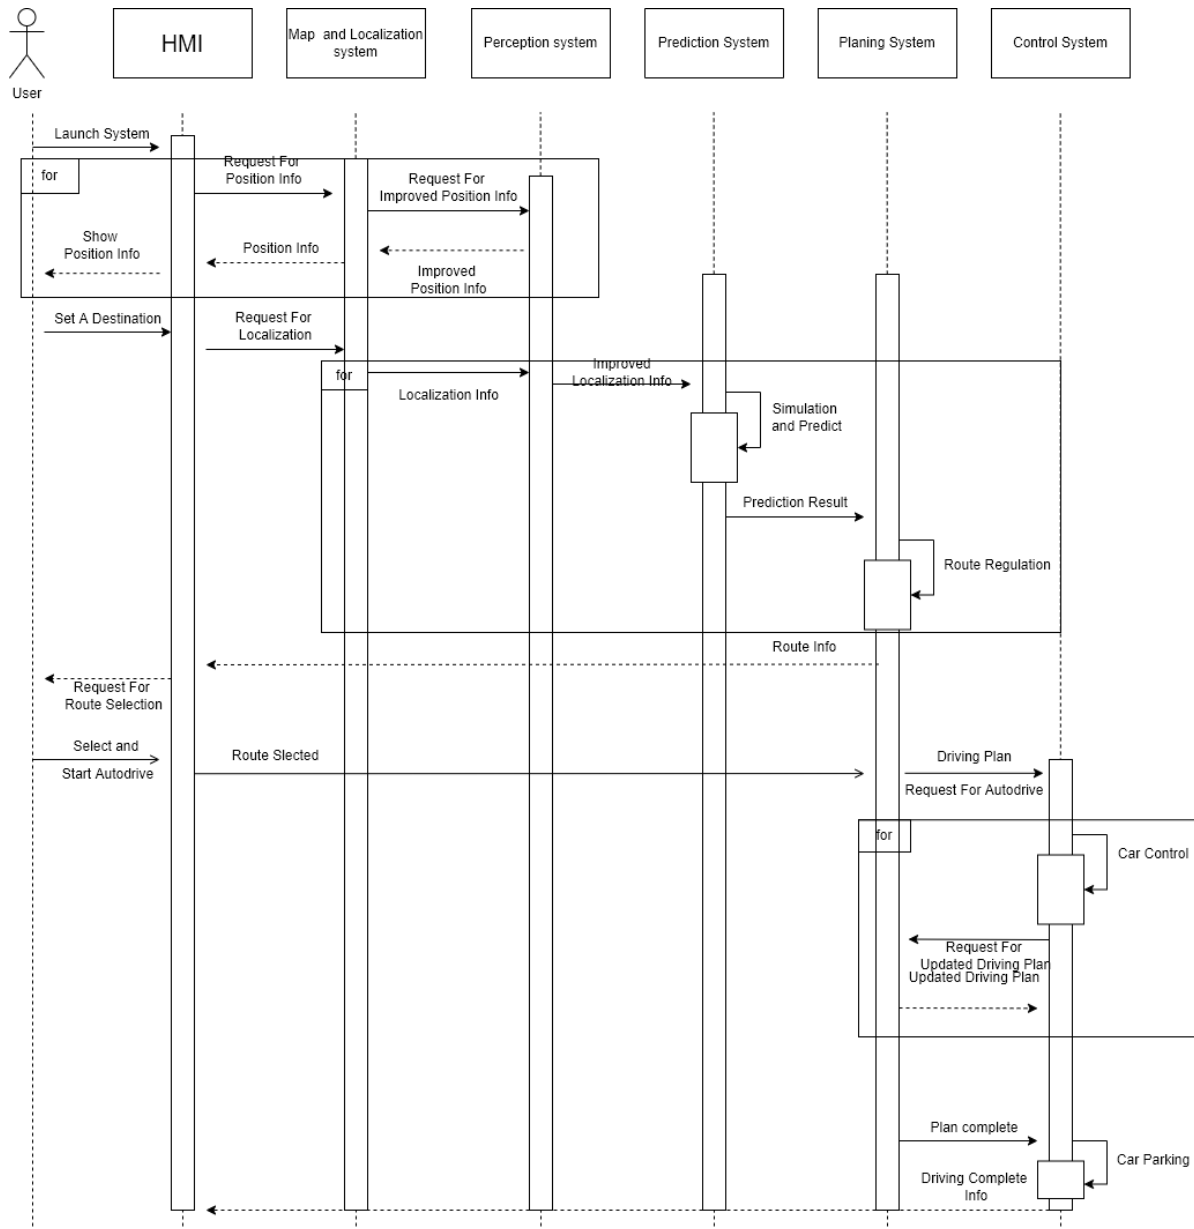 HMI
Map and Localization
system
Perception system
Prediction System
Planing System
Control System
User
Launch System
for
Request For
Position Info
Request For
Improved Position Info
Show
Position Info
Position Info
Improved
Position Info
Set A Destination
Request For
Localization
for
Localization Info
Improved
Localization Info
Simulation
and Predict
Prediction Result
Route Regulation
Route Info
Request For
Route Selection
Select and
Start Autodrive
Route Slected
Driving Plan
Request For Autodrive
for
Car Control
Request For
Updated Driving Plan
Updated Driving Plan
Plan complete
Car Parking
Driving Complete
Info